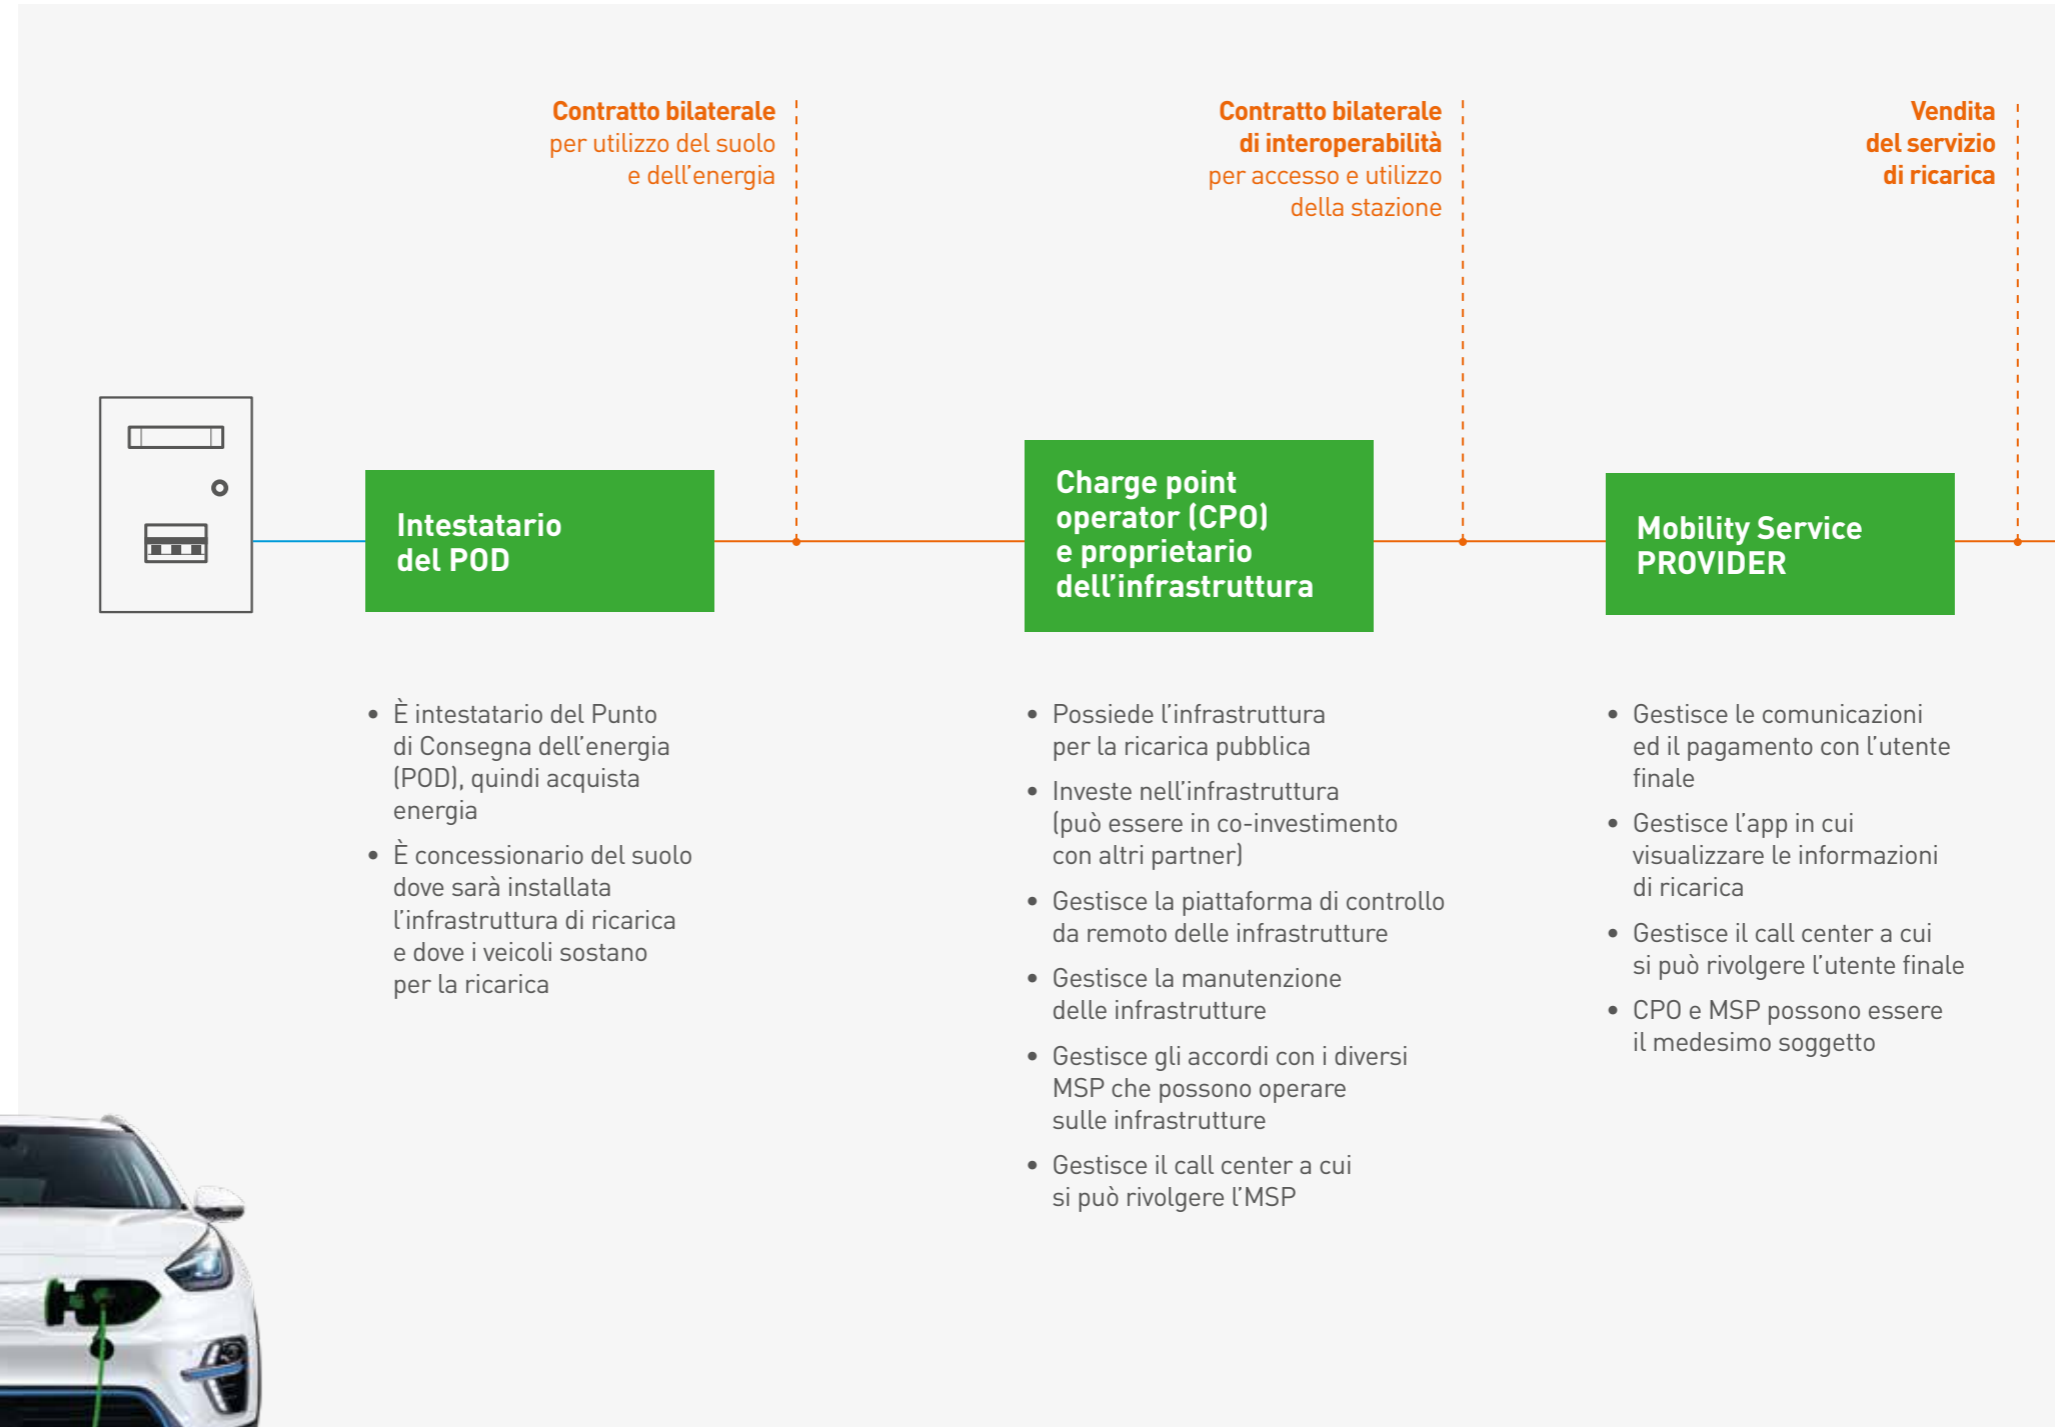 Contratto bilaterale
per utilizzo del suolo
e dell'energia
Contratto bilaterale
di interoperabilità
per accesso e utilizzo
della stazione
Vendita
del servizio
di ricarica
Intestatario
del POD
Charge point
operator (CPO)
e proprietario
dell'infrastruttura
Mobility Service
PROVIDER
• È intestatario del Punto
di Consegna dell'energia
(POD), quindi acquista
energia
• È concessionario del suolo
dove sarà installata
l'infrastruttura di ricarica
e dove i veicoli sostano
per la ricarica
• Possiede l'infrastruttura
per la ricarica pubblica
• Investe nell'infrastruttura
(può essere in co-investimento
con altri partner)
• Gestisce la piattaforma di controllo
da remoto delle infrastrutture
• Gestisce la manutenzione
delle infrastrutture
• Gestisce gli accordi con i diversi
MSP che possono operare
sulle infrastrutture
• Gestisce il call center a cui
si può rivolgere l'MSP
• Gestisce le comunicazioni
ed il pagamento con l'utente
finale
• Gestisce l'app in cui
visualizzare le informazioni
di ricarica
• Gestisce il call center a cui
si può rivolgere l'utente finale
• CPO e MSP possono essere
il medesimo soggetto